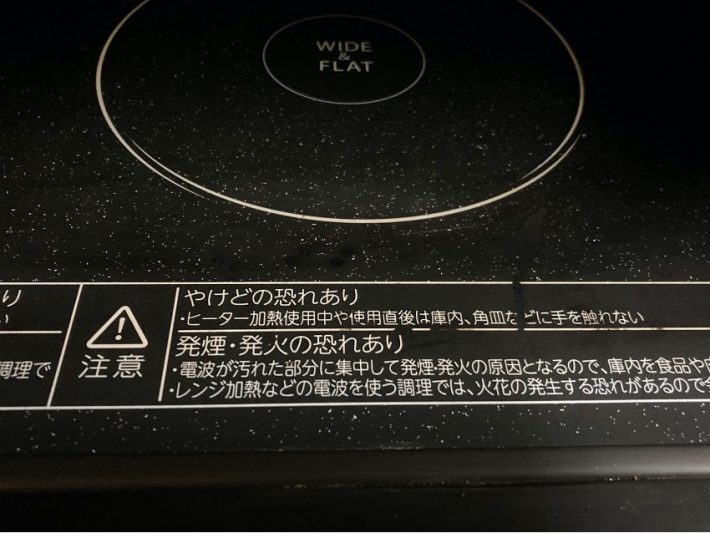 WIDE
&
FLAT
り
い
調理で
注意
やけどの恐れあり
・ヒーター加熱使用中や使用直後は庫内、角皿などに手を触れない
発煙・発火の恐れあり
・電波が汚れた部分に集中して発煙・発火の原因となるので、庫内を食品や
・レンジ加熱などの電波を使う調理では、火花の発生する恐れがあるので